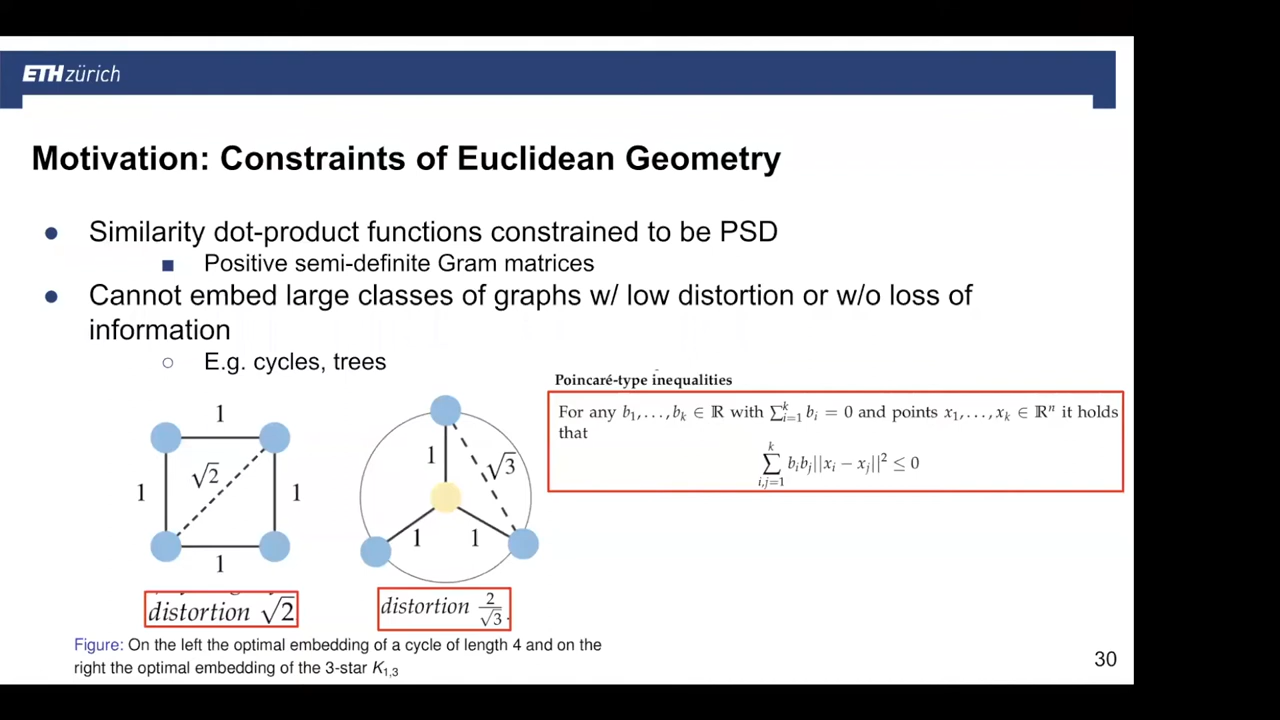 ETH zürich
Motivation: Constraints of Euclidean Geometry
● Similarity dot-product functions constrained to be PSD
■ Positive semi-definite Gram matrices
● Cannot embed large classes of graphs w/ low distortion or w/o loss of
information
○ E.g. cycles, trees
Poincaré-type inequalities
For any b₁, . . . , bₖ ∈ ℝ with ∑ᵢ₌₁ᵏ bᵢ = 0 and points x₁, . . . , xₖ ∈ ℝⁿ it holds
that
∑ᵢ,ⱼ₌₁ᵏ bᵢbⱼ||xᵢ − xⱼ||² ≤ 0
1
√2
1
1
1
1
√3
1
1
distortion √2
distortion 2/√3.
Figure: On the left the optimal embedding of a cycle of length 4 and on the
right the optimal embedding of the 3-star K₁,₃
30